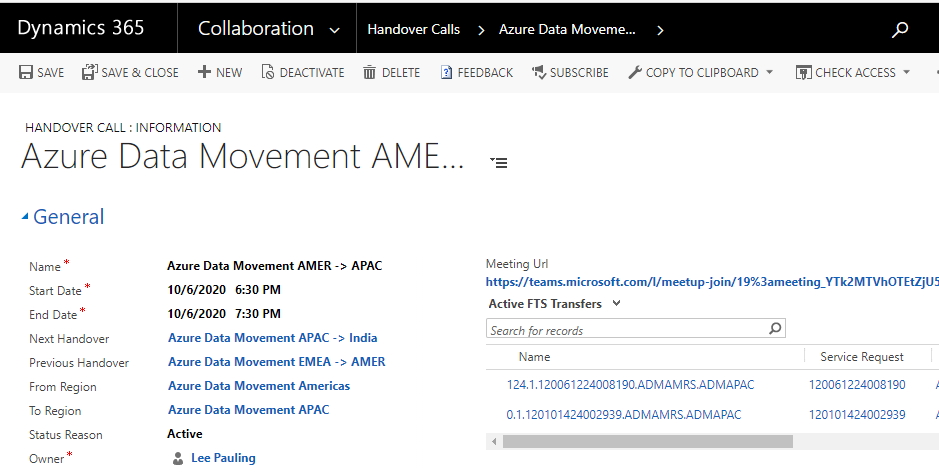 Dynamics 365 Collaboration Handover Calls Azure Data Moveme...
SAVE SAVE & CLOSE NEW DEACTIVATE DELETE FEEDBACK SUBSCRIBE COPY TO CLIPBOARD CHECK ACCESS
HANDOVER CALL : INFORMATION
Azure Data Movement AME...
General
Name* Azure Data Movement AMER -> APAC
Start Date* 10/6/2020 6:30 PM
End Date* 10/6/2020 7:30 PM
Next Handover Azure Data Movement APAC -> India
Previous Handover Azure Data Movement EMEA -> AMER
From Region Azure Data Movement Americas
To Region Azure Data Movement APAC
Status Reason Active
Owner* Lee Pauling
Meeting Url
https://teams.microsoft.com/l/meetup-join/19%3ameeting_YTk2MTVhOTEtZjU5
Active FTS Transfers
Search for records
Name Service Request
124.1.120061224008190.ADMAMRS.ADMAPAC 120061224008190
0.1.120101424002939.ADMAMRS.ADMAPAC 120101424002939